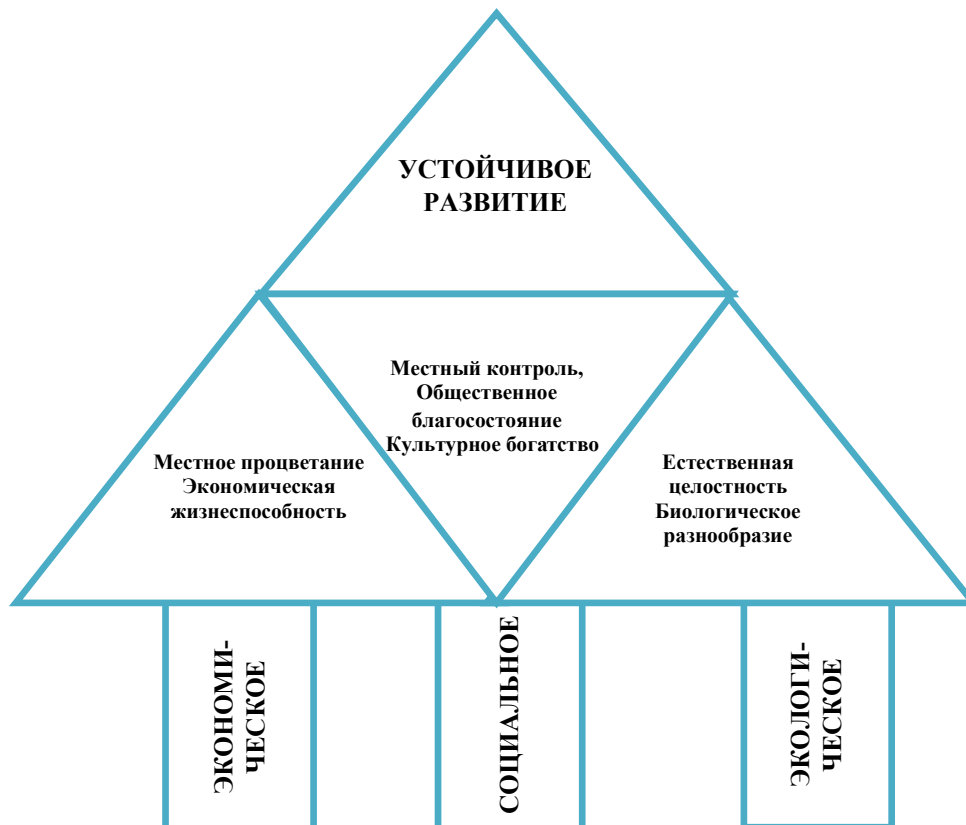 УСТОЙЧИВОЕ
РАЗВИТИЕ
Местный контроль,
Общественное
благосостояние
Культурное богатство
Местное процветание
Экономическая
жизнеспособность
Естественная
целостность
Биологическое
разнообразие
ЭКОНОМИ-
ЧЕСКОЕ
СОЦИАЛЬНОЕ
ЭКОЛОГИ-
ЧЕСКОЕ